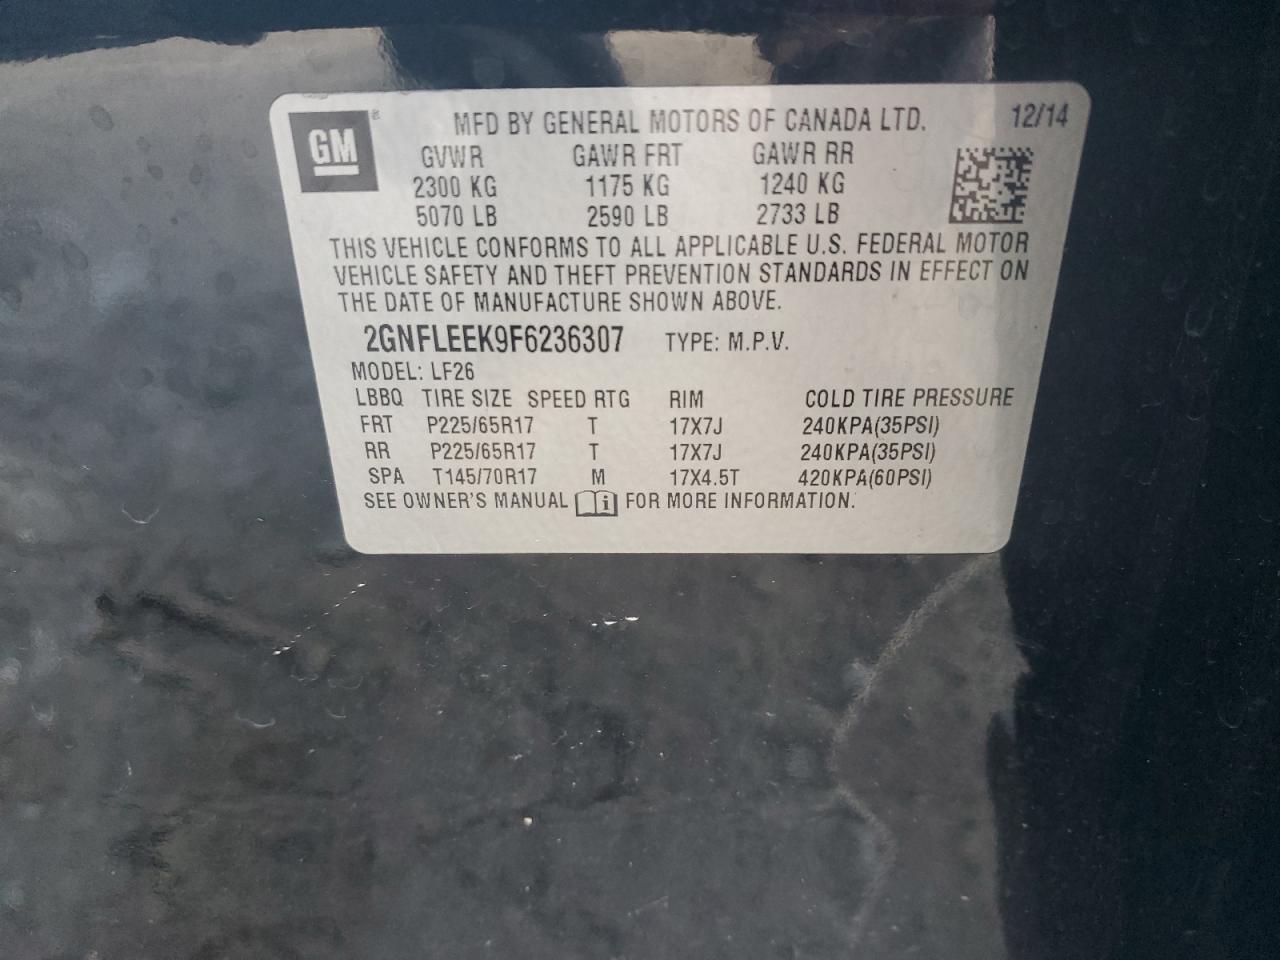 GM®
MFD BY GENERAL MOTORS OF CANADA LTD. 12/14
GVWR GAWR FRT GAWR RR
2300 KG 1175 KG 1240 KG
5070 LB 2590 LB 2733 LB
THIS VEHICLE CONFORMS TO ALL APPLICABLE U.S. FEDERAL MOTOR
VEHICLE SAFETY AND THEFT PREVENTION STANDARDS IN EFFECT ON
THE DATE OF MANUFACTURE SHOWN ABOVE.
2GNFLEEK9F6236307 TYPE: M.P.V.
MODEL: LF26
LBBQ TIRE SIZE SPEED RTG RIM COLD TIRE PRESSURE
FRT P225/65R17 T 17X7J 240KPA(35PSI)
RR P225/65R17 T 17X7J 240KPA(35PSI)
SPA T145/70R17 M 17X4.5T 420KPA(60PSI)
SEE OWNER'S MANUAL i FOR MORE INFORMATION.